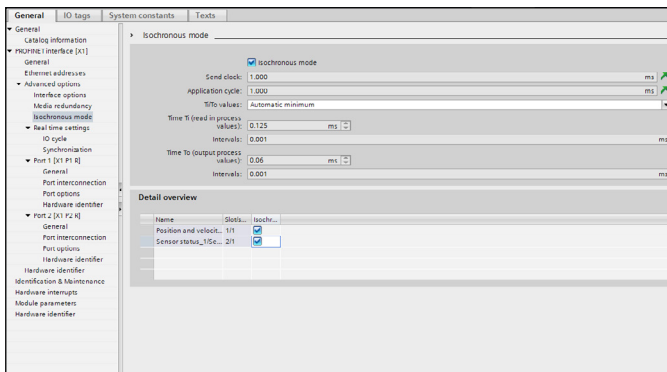 General IO tags System constants Texts
General
Catalog information
PROFINET interface [X1]
General
Ethernet addresses
Advanced options
Interface options
Media redundancy
Isochronous mode
Real time settings
IO cycle
Synchronization
Port 1 [X1 P1 R]
General
Port interconnection
Port options
Hardware identifier
Port 2 [X1 P2 R]
General
Port interconnection
Port options
Hardware identifier
Hardware identifier
Identification & Maintenance
Hardware interrupts
Module parameters
Hardware identifier
Isochronous mode
Isochronous mode
Send clock: 1.000 ms
Application cycle: 1.000 ms
Ti/To values: Automatic minimum
Time Ti (read in process
values): 0.125 ms
Intervals: 0.001 ms
Time To (output process
values): 0.06 ms
Intervals: 0.001 ms
Detail overview
Name Slot/s... Isochr...
Position and velocit... 1/1
Sensor status_1/Se... 2/1